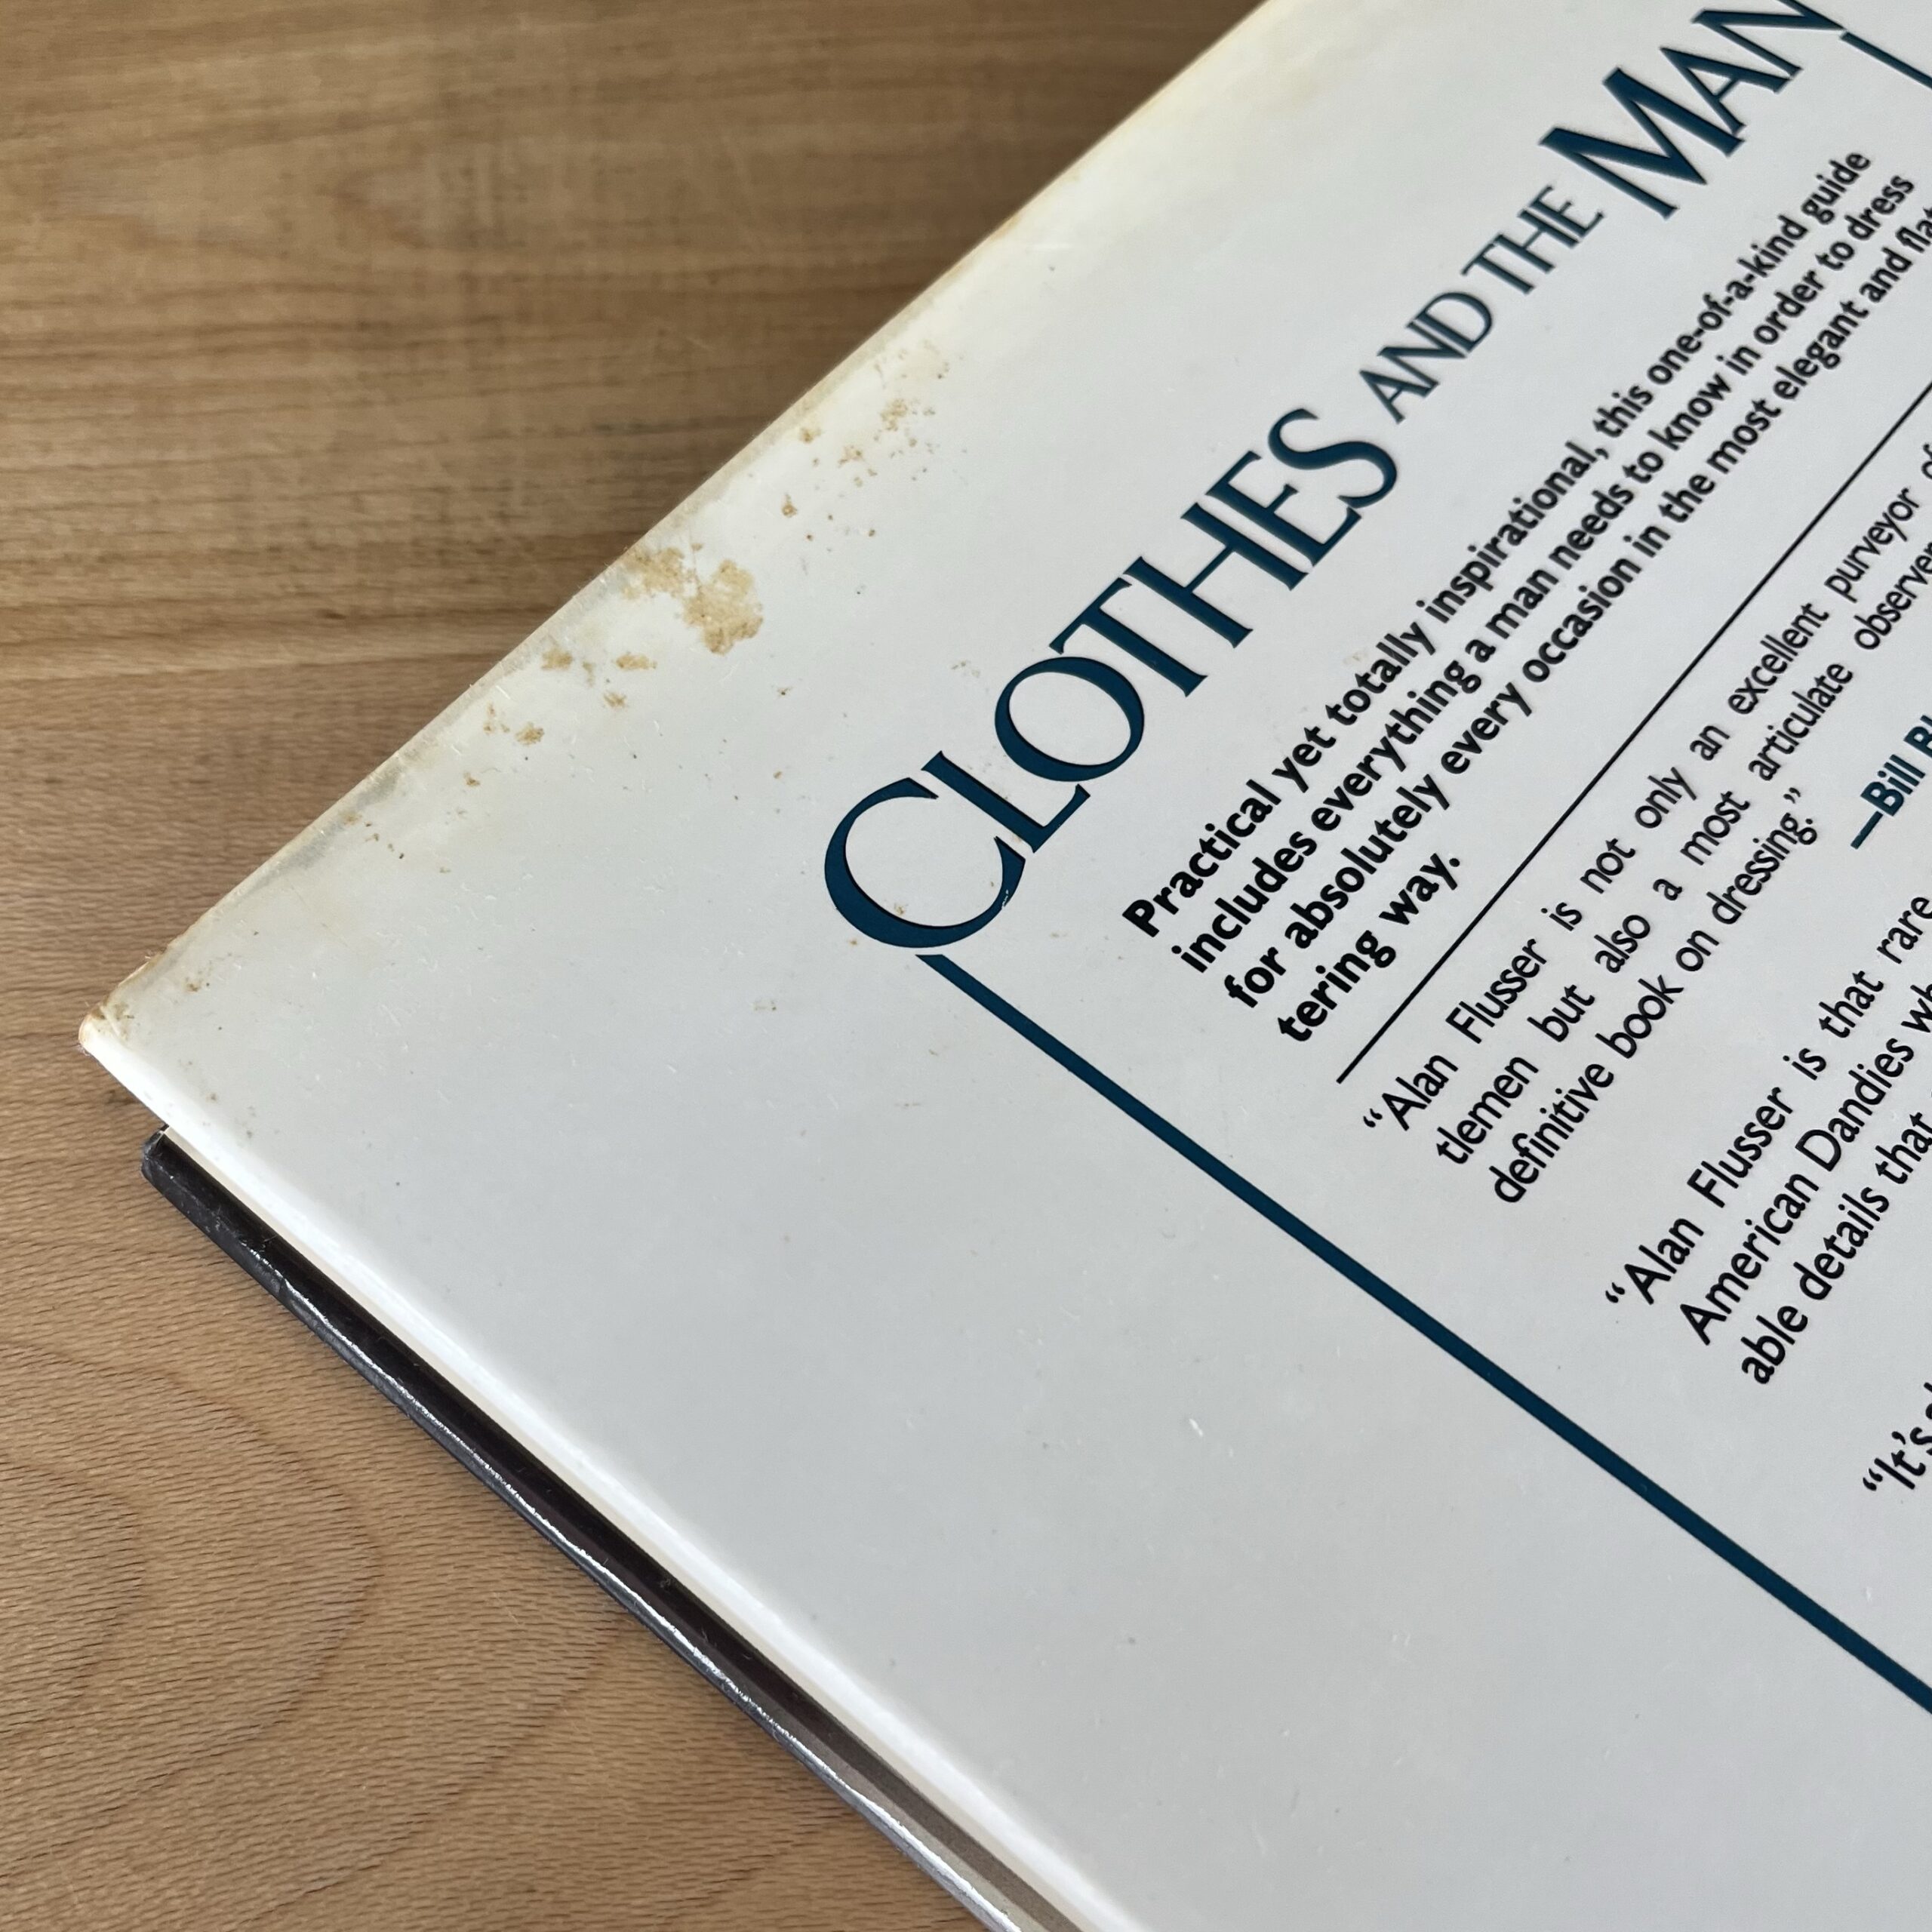 CLOTHES AND THE MAN
Practical yet totally inspirational, this one-of-a-kind guide
includes everything a man needs to know in order to dress
for absolutely every occasion in the most elegant and
tering way.
“Alan Flusser is not only an excellent purveyor of
tlemen but also a most articulate
definitive book on dressing.”
—Bill
“Alan Flusser is that rare
American Dandies
able details that
“It’s